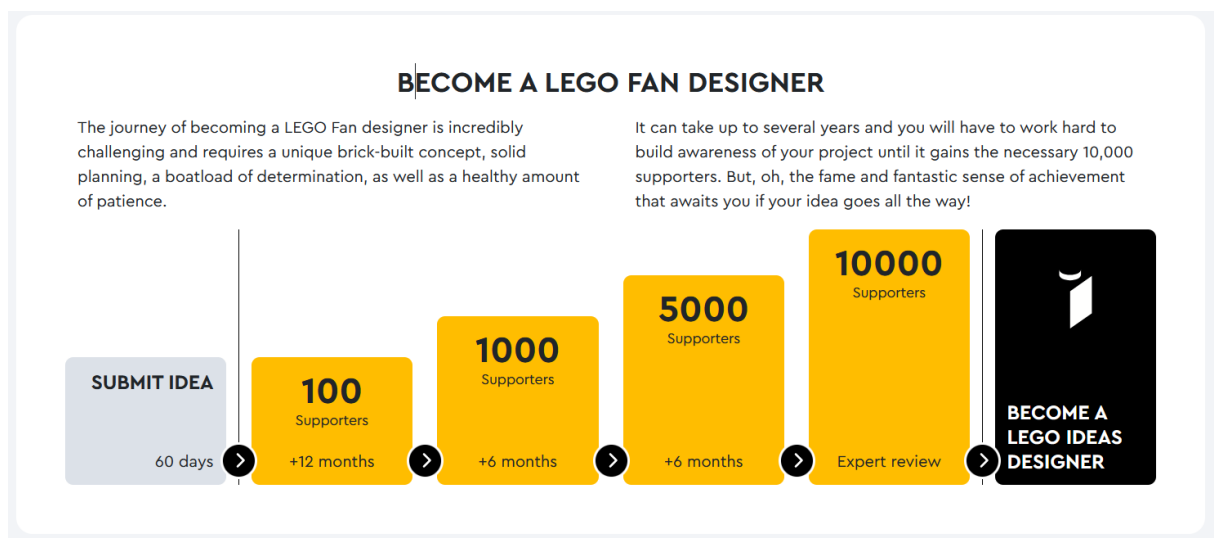 BECOME A LEGO FAN DESIGNER
The journey of becoming a LEGO Fan designer is incredibly
challenging and requires a unique brick-built concept, solid
planning, a boatload of determination, as well as a healthy amount
of patience.
It can take up to several years and you will have to work hard to
build awareness of your project until it gains the necessary 10,000
supporters. But, oh, the fame and fantastic sense of achievement
that awaits you if your idea goes all the way!
SUBMIT IDEA
60 days
100
Supporters
+12 months
1000
Supporters
+6 months
5000
Supporters
+6 months
10000
Supporters
Expert review
BECOME A
LEGO IDEAS
DESIGNER